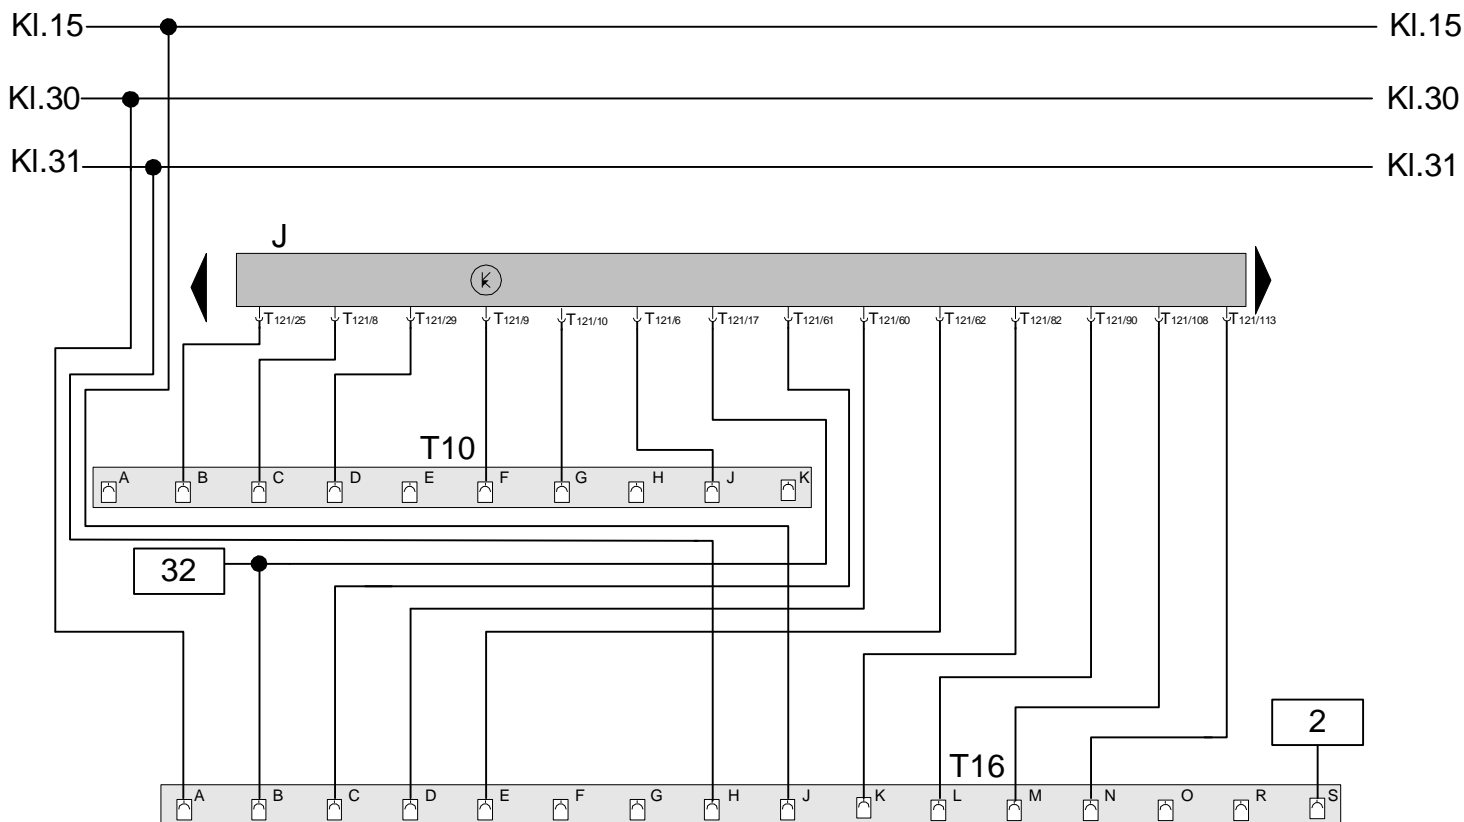 Kl.15 Kl.15
Kl.30 Kl.30
Kl.31 Kl.31
J
T121/25 T121/8 T121/29 T121/9 T121/10 T121/6 T121/17 T121/61 T121/60 T121/62 T121/82 T121/90 T121/108 T121/113
T10
A B C D E F G H J K
32
2
T16
A B C D E F G H J K L M N O R S